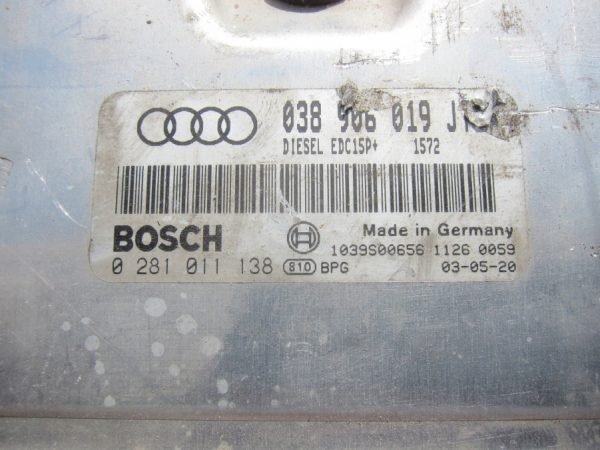 038 906 019
DIESEL EDC15P+ 1572
BOSCH
Made in Germany
1039S00656 1126 0059
0 281 011 138 810 BPG 03-05-20